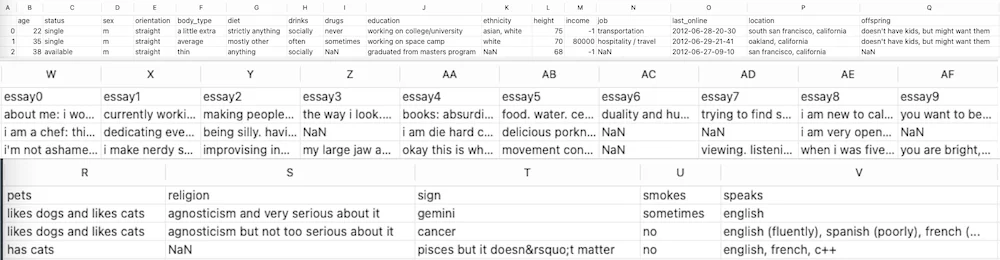 A B C D E F G H I J K L M N O P Q
age status sex orientation body_type diet drinks drugs education ethnicity height income job last_online location offspring
0 22 single m straight a little extra strictly anything socially never working on college/university asian, white 75 -1 transportation 2012-06-28-20-30 south san francisco, california doesn't have kids, but might want them
1 35 single m straight average mostly other often sometimes working on space camp white 70 80000 hospitality / travel 2012-06-29-21-41 oakland, california doesn't have kids, but might want them
2 38 available m straight thin anything socially NaN graduated from masters program NaN 68 -1 NaN 2012-06-27-09-10 san francisco, california NaN
W X Y Z AA AB AC AD AE AF
essay0 essay1 essay2 essay3 essay4 essay5 essay6 essay7 essay8 essay9
about me: i wo... currently worki... making people... the way i look.... books: absurdi... food. water. ce... duality and hu... trying to find s... i am new to cal... you want to be...
i am a chef: thi... dedicating eve... being silly. havi... NaN i am die hard c... delicious porkn... NaN NaN i am very open... NaN
i'm not ashame... i make nerdy s... improvising in... my large jaw a... okay this is wh... movement con... NaN viewing. listeni... when i was five... you are bright,...
R S T U V
pets religion sign smokes speaks
likes dogs and likes cats agnosticism and very serious about it gemini sometimes english
likes dogs and likes cats agnosticism but not too serious about it cancer no english (fluently), spanish (poorly), french (...
has cats NaN pisces but it doesn&rsquo;t matter no english, french, c++